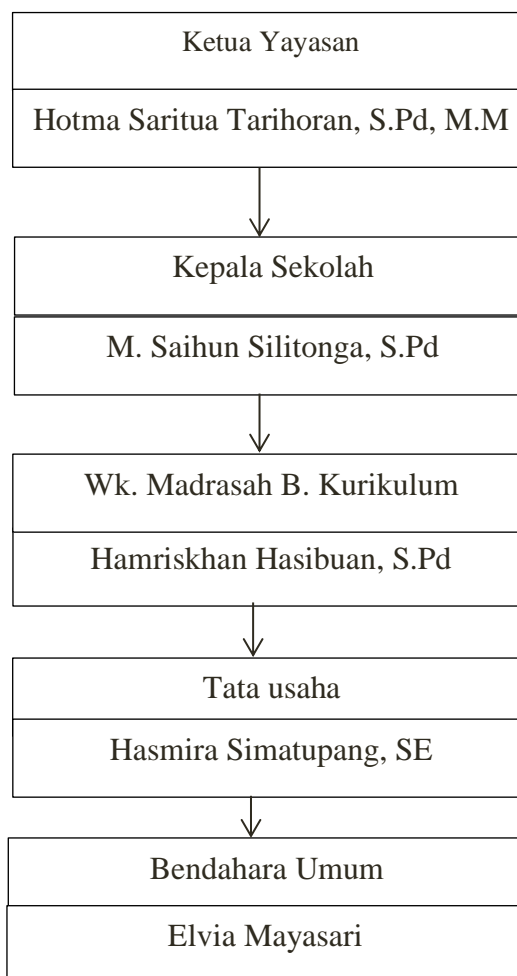 Ketua Yayasan
Hotma Saritua Tarihoran, S.Pd, M.M
Kepala Sekolah
M. Saihun Silitonga, S.Pd
Wk. Madrasah B. Kurikulum
Hamriskhan Hasibuan, S.Pd
Tata usaha
Hasmira Simatupang, SE
Bendahara Umum
Elvia Mayasari